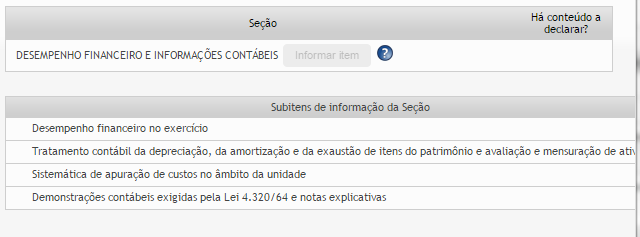 Seção
Há conteúdo a
declarar?
DESEMPENHO FINANCEIRO E INFORMAÇÕES CONTÁBEIS Informar item ?
Subitens de informação da Seção
Desempenho financeiro no exercício
Tratamento contábil da depreciação, da amortização e da exaustão de itens do patrimônio e avaliação e mensuração de
Sistemática de apuração de custos no âmbito da unidade
Demonstrações contábeis exigidas pela Lei 4.320/64 e notas explicativas